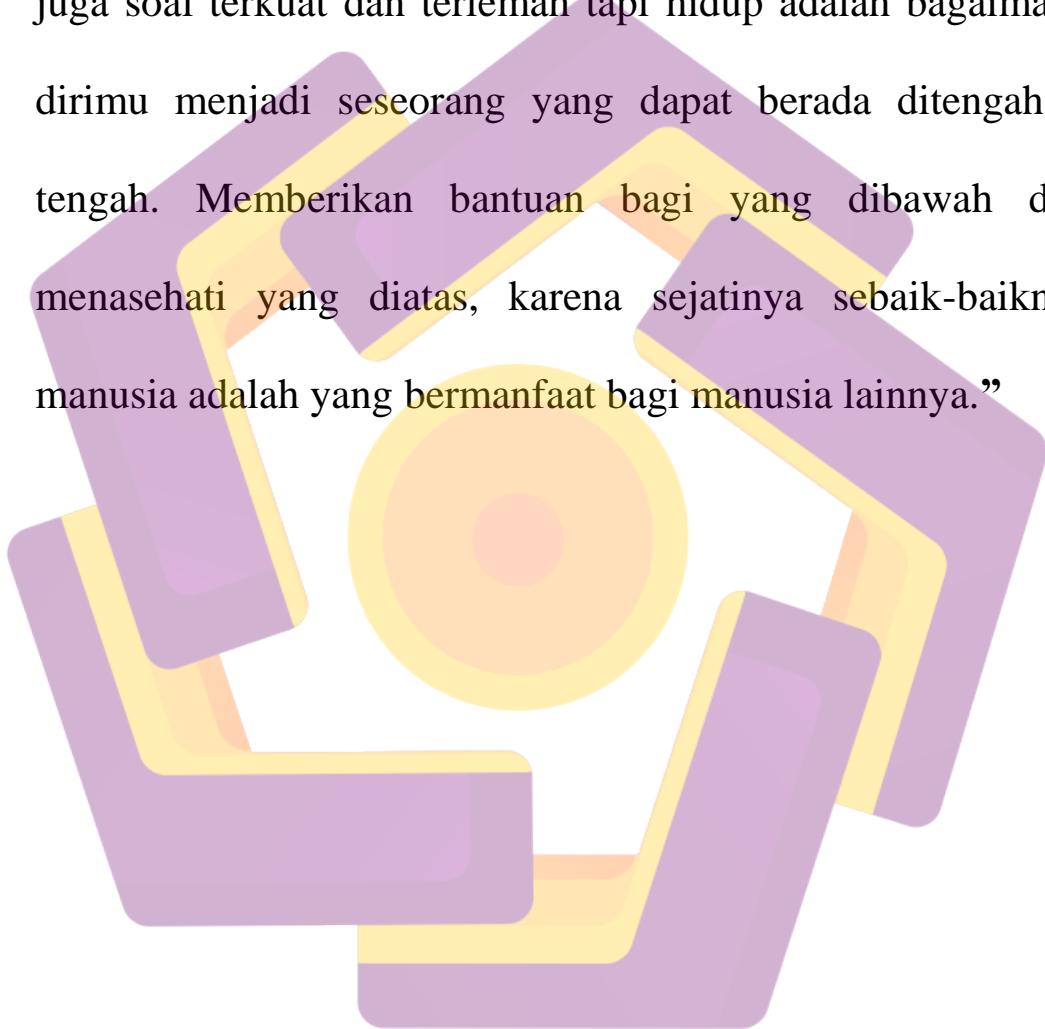 juga soal terkuat dan terlemah tapi hidup adalah bagaima
dirimu menjadi seseorang yang dapat berada ditengah
tengah. Memberikan bantuan bagi yang dibawah d
menasehati yang diatas, karena sejatinya sebaik-baikn
manusia adalah yang bermanfaat bagi manusia lainnya.”